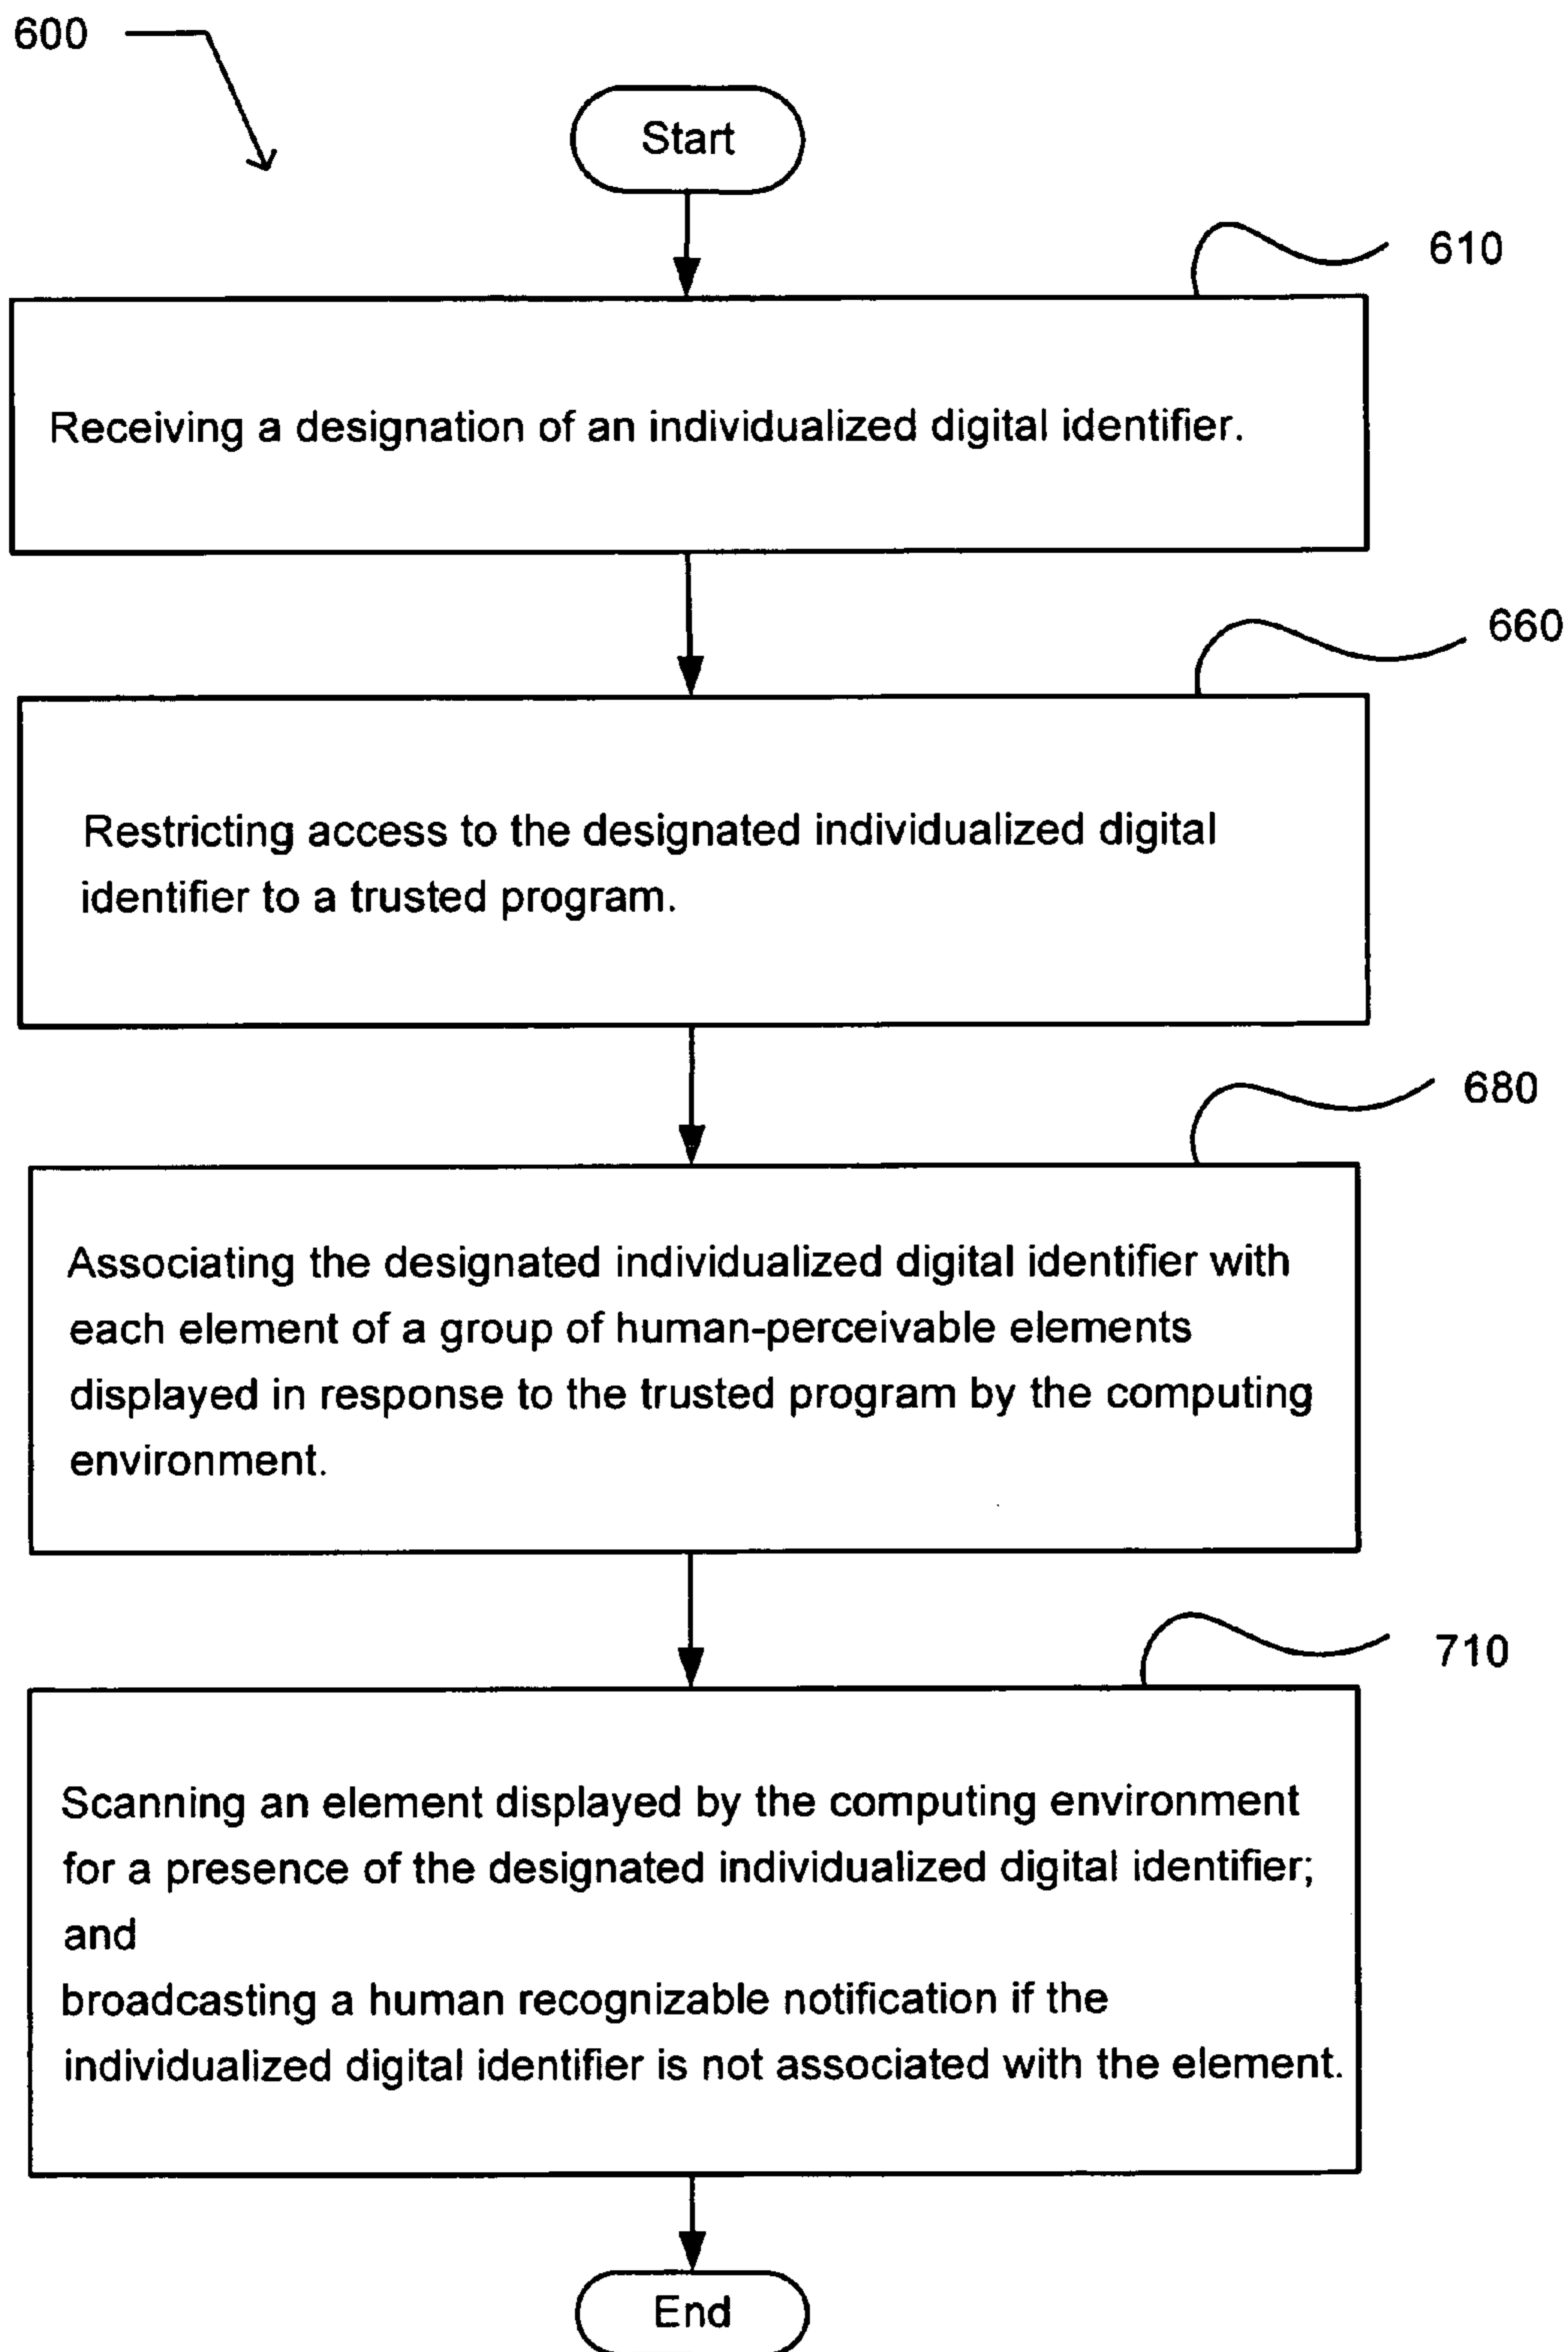 600
Start
610
Receiving a designation of an individualized digital identifier.
660
Restricting access to the designated individualized digital
identifier to a trusted program.
680
Associating the designated individualized digital identifier with
each element of a group of human-perceivable elements
displayed in response to the trusted program by the computing
environment.
710
Scanning an element displayed by the computing environment
for a presence of the designated individualized digital identifier;
and
broadcasting a human recognizable notification if the
individualized digital identifier is not associated with the element.
End